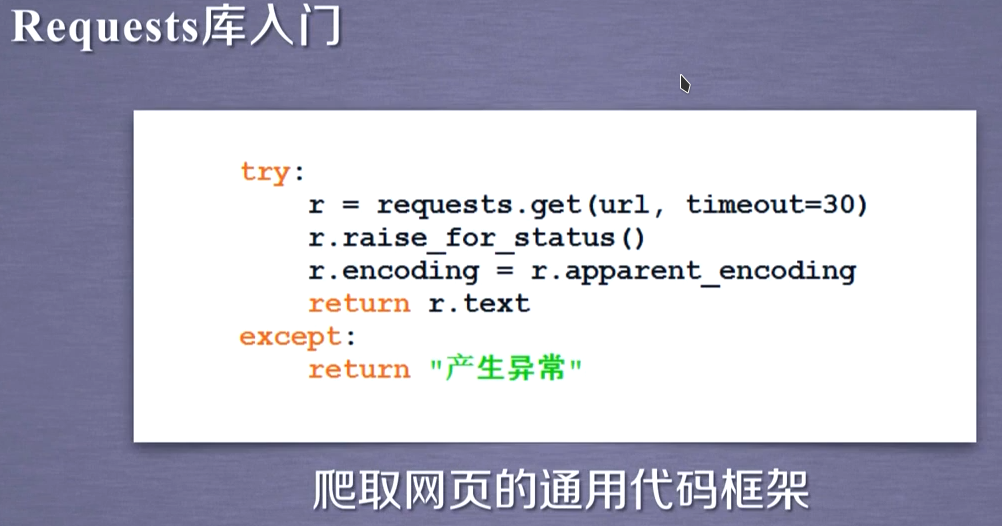 Requests库入门
try:
    r = requests.get(url, timeout=30)
    r.raise_for_status()
    r.encoding = r.apparent_encoding
    return r.text
except:
    return "产生异常"
爬取网页的通用代码框架